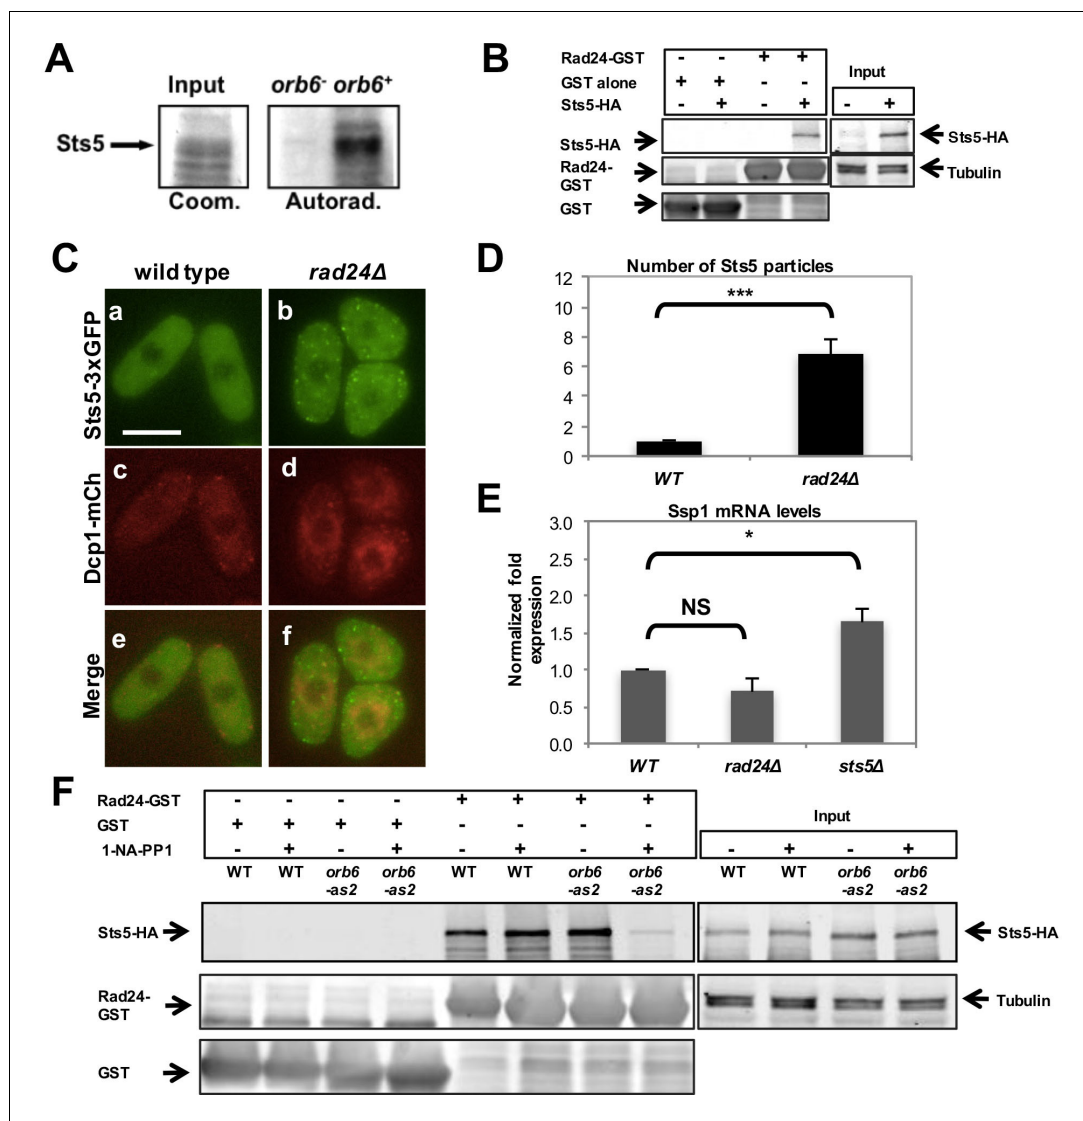 A
Input orb6- orb6+
Sts5
Coom. Autorad.
B
Rad24-GST - - + +
GST alone + + - -
Sts5-HA - + - +
Input
- +
Sts5-HA
Sts5-HA
Rad24-
GST
Tubulin
GST
C
wild type rad24Δ
Sts5-3xGFP
a b
Dcp1-mCh
c d
Merge
e f
D
Number of Sts5 particles
12
10
8
6
4
2
0
***
WT rad24Δ
E
Ssp1 mRNA levels
Normalized fold
expression
3.0
2.5
2.0
1.5
1.0
0.5
0.0
*
NS
WT rad24Δ sts5Δ
F
Rad24-GST - - - - + + + +
GST + + + + - - - -
1-NA-PP1 - + - + - + - +
Input
- + - +
WT WT orb6 orb6 WT WT orb6 orb6 WT WT orb6 orb6
-as2 -as2 -as2 -as2 -as2 -as2
Sts5-HA
Sts5-HA
Rad24-
GST
Tubulin
GST